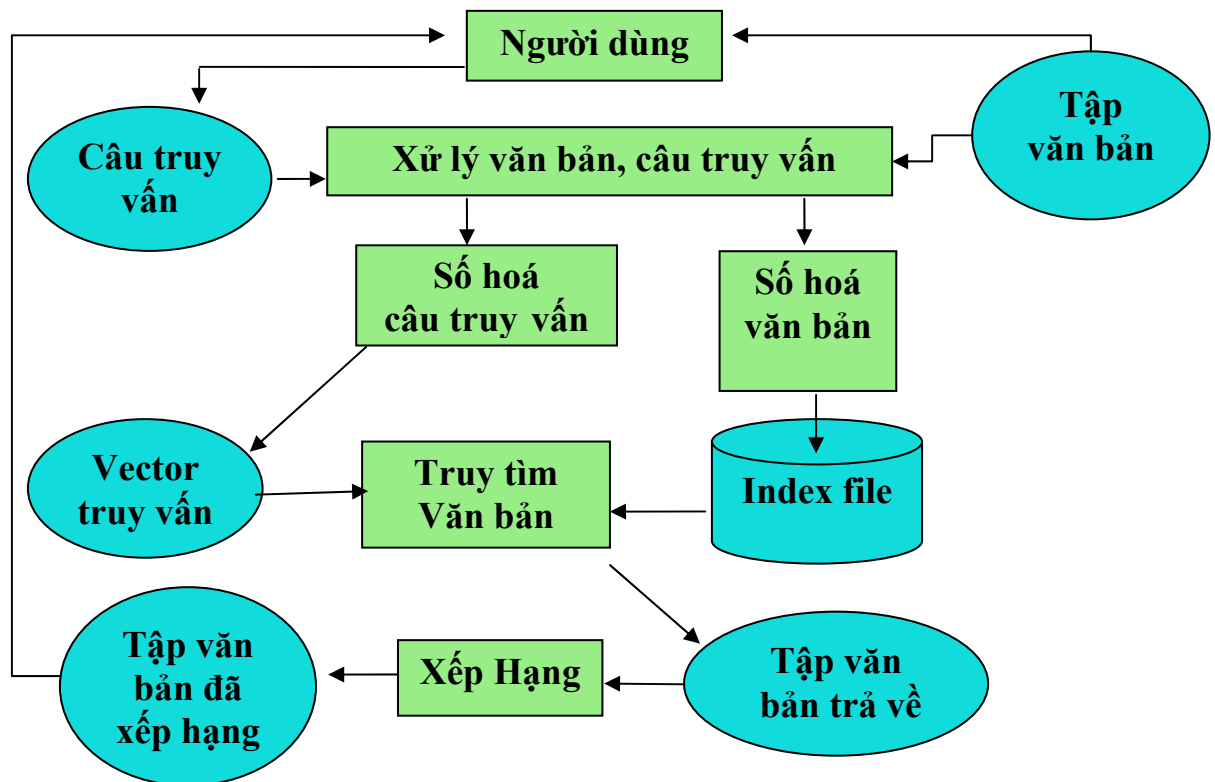 Người dùng
Tập
văn bản
Câu truy
vấn
Xử lý văn bản, câu truy vấn
Số hoá
câu truy vấn
Số hoá
văn bản
Vector
truy vấn
Truy tìm
Văn bản
Index file
Tập văn
bản đã
xếp hạng
Xếp Hạng
Tập văn
bản trả về